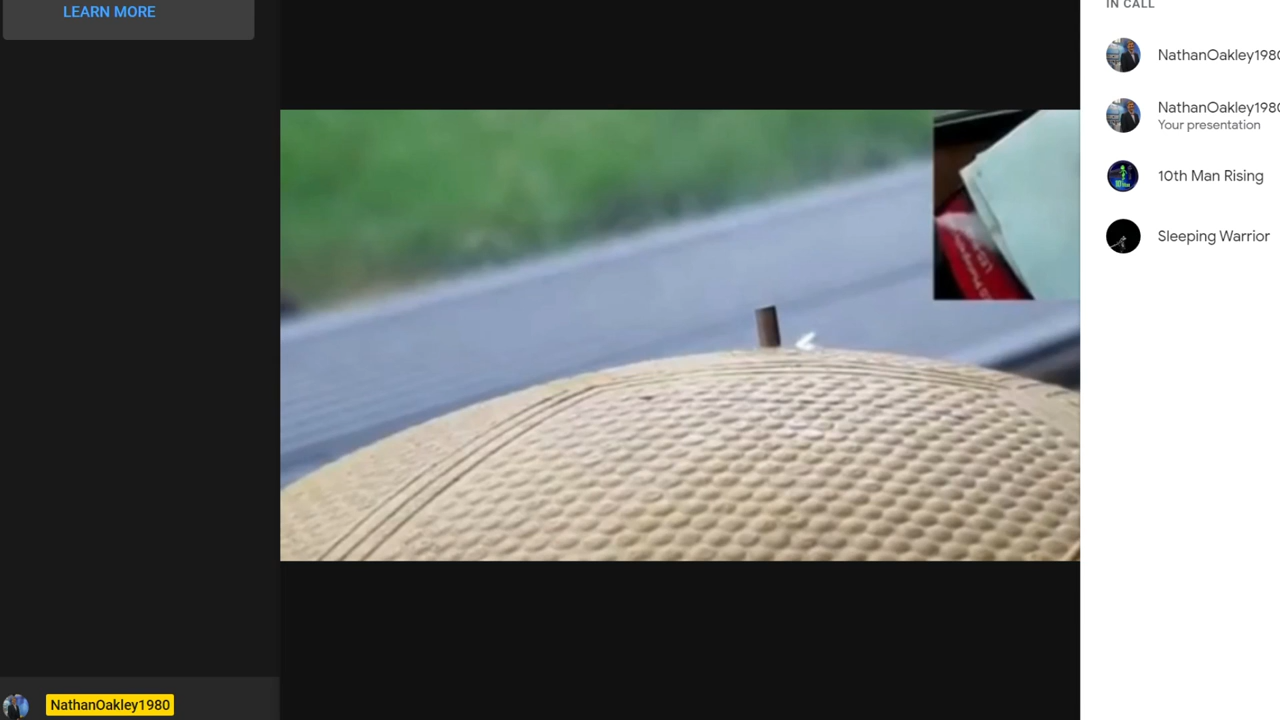 LEARN MORE
IN CALL
NathanOakley1980
NathanOakley1980
Your presentation
10th Man Rising
Sleeping Warrior
NathanOakley1980